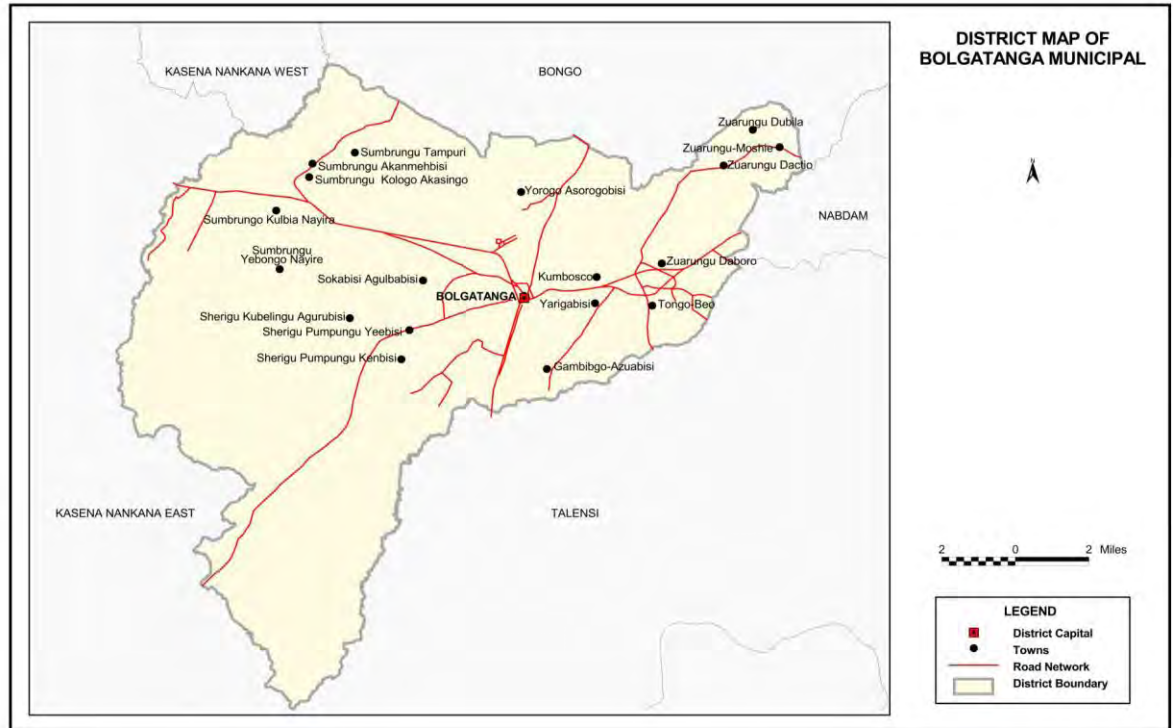 DISTRICT MAP OF
BOLGATANGA MUNICIPAL
KASENA NANKANA WEST
BONGO
Zuarungu Dubila
Zuarungu-Moshie
Zuarungu Dactio
Sumbrungu Tampuri
Sumbrungu Akanmehbisi
Sumbrungu Kologo Akasingo
Yorogo Asorogobisi
NABDAM
Sumbrungo Kulbia Nayira
Sumbrungu
Yebongo Nayire
Zuarungu Daboro
Sokabisi Agulbabisi
Kumbosco
BOLGATANGA
Yarigabisi
Tongo-Beo
Sherigu Kubelingu Agurubisi
Sherigu Pumpungu Yeebisi
Sherigu Pumpungu Kenbisi
Gambibgo-Azuabisi
KASENA NANKANA EAST
TALENSI
2 0 2 Miles
LEGEND
District Capital
Towns
Road Network
District Boundary